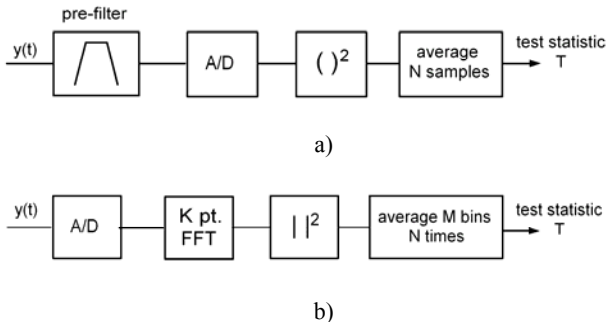 pre-filter
y(t)
A/D
( )²
average
N samples
test statistic
T
a)
y(t)
A/D
K pt.
FFT
| |²
average M bins
N times
test statistic
T
b)